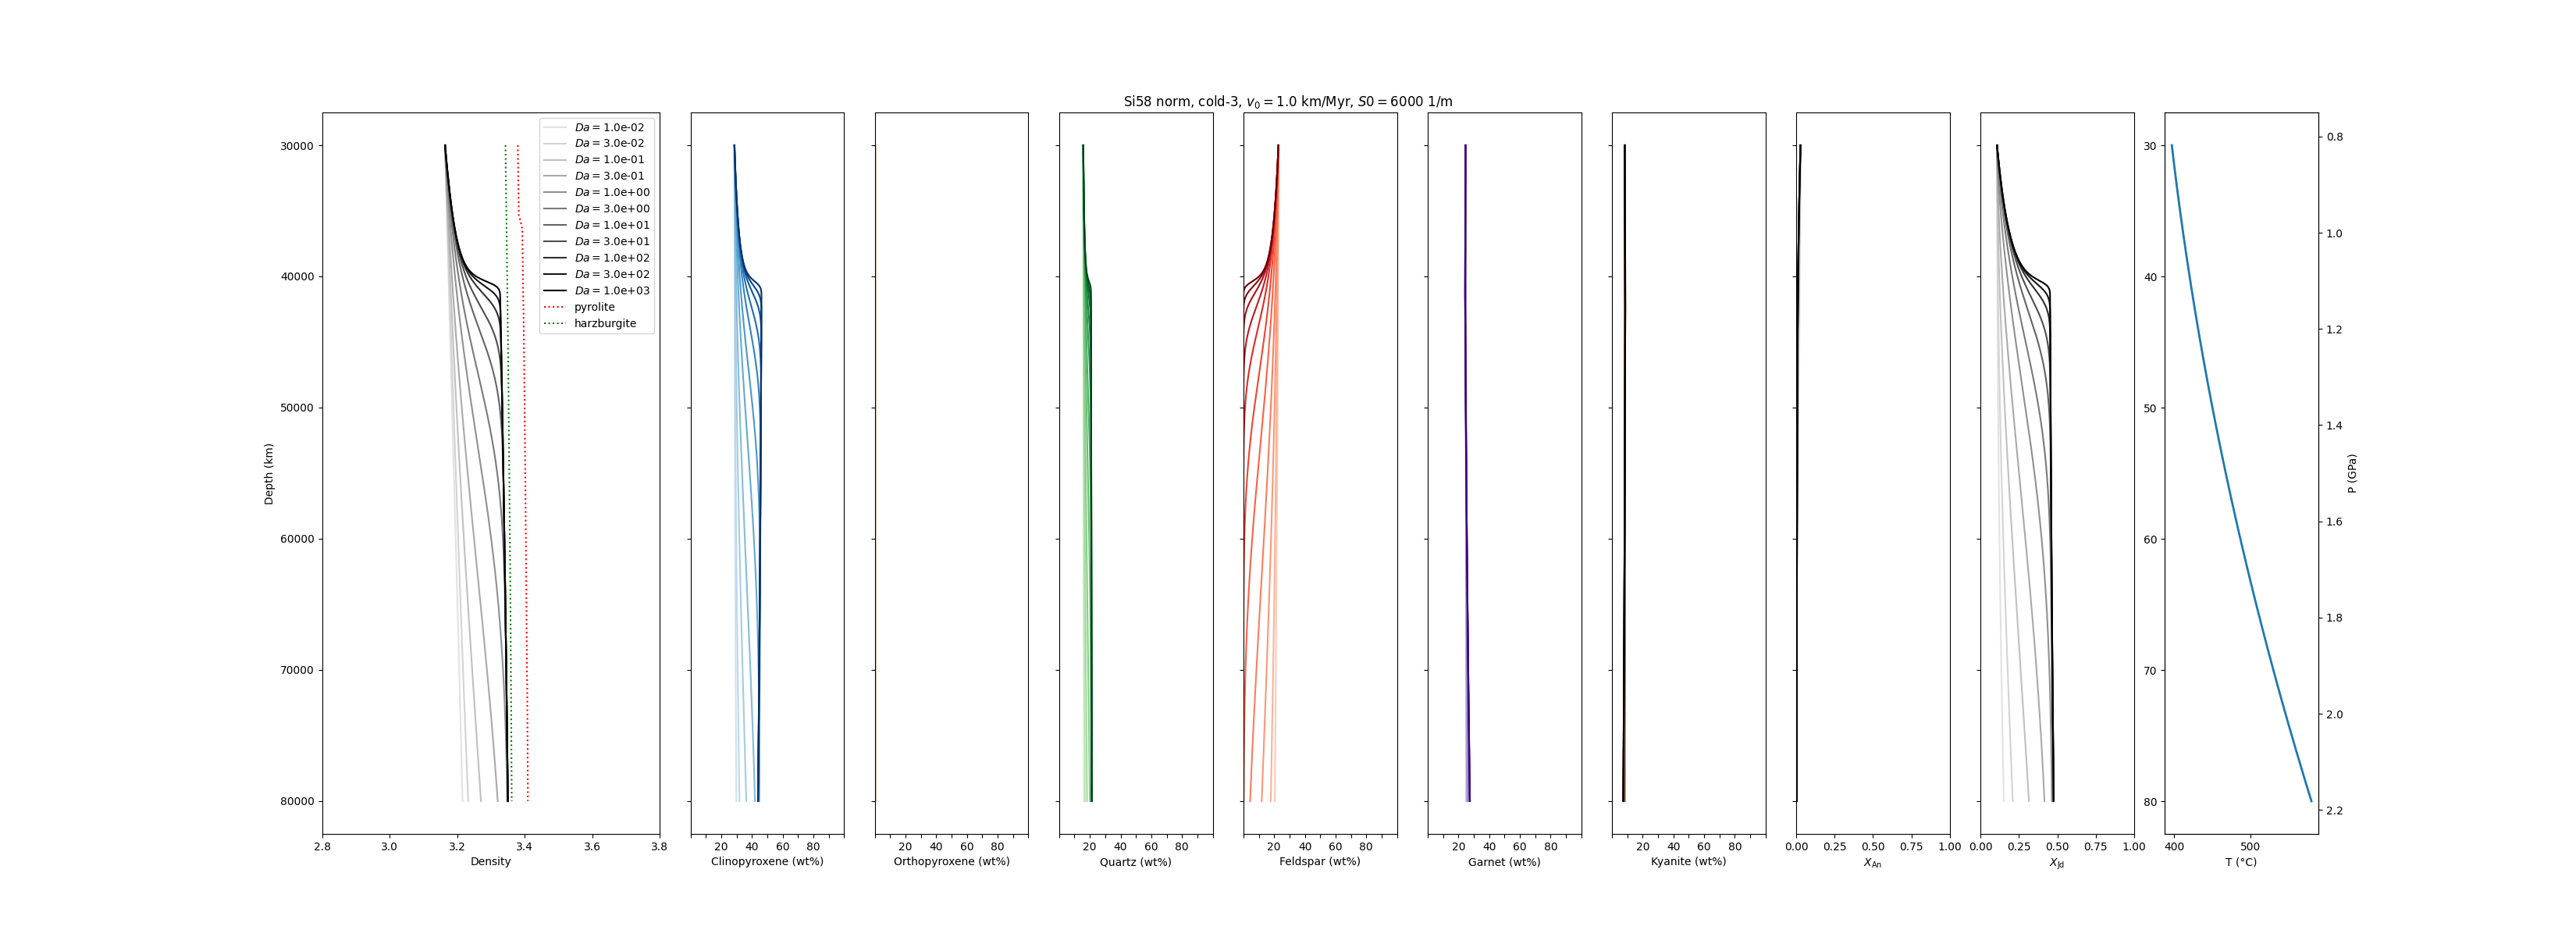 Si58 norm, cold-3, v₀ = 1.0 km/Myr, S0 = 6000 1/m
Da = 1.0e-02
Da = 3.0e-02
Da = 1.0e-01
Da = 3.0e-01
Da = 1.0e+00
Da = 3.0e+00
Da = 1.0e+01
Da = 3.0e+01
Da = 1.0e+02
Da = 3.0e+02
Da = 1.0e+03
pyrolite
harzburgite
Depth (km)
30000
40000
50000
60000
70000
80000
2.8 3.0 3.2 3.4 3.6 3.8
Density
20 40 60 80
Clinopyroxene (wt%)
20 40 60 80
Orthopyroxene (wt%)
20 40 60 80
Quartz (wt%)
20 40 60 80
Feldspar (wt%)
20 40 60 80
Garnet (wt%)
20 40 60 80
Kyanite (wt%)
0.00 0.25 0.50 0.75 1.00
X_An
0.00 0.25 0.50 0.75 1.00
X_Jd
30
40
50
60
70
80
400 500
T (°C)
0.8
1.0
1.2
1.4
1.6
1.8
2.0
2.2
P (GPa)